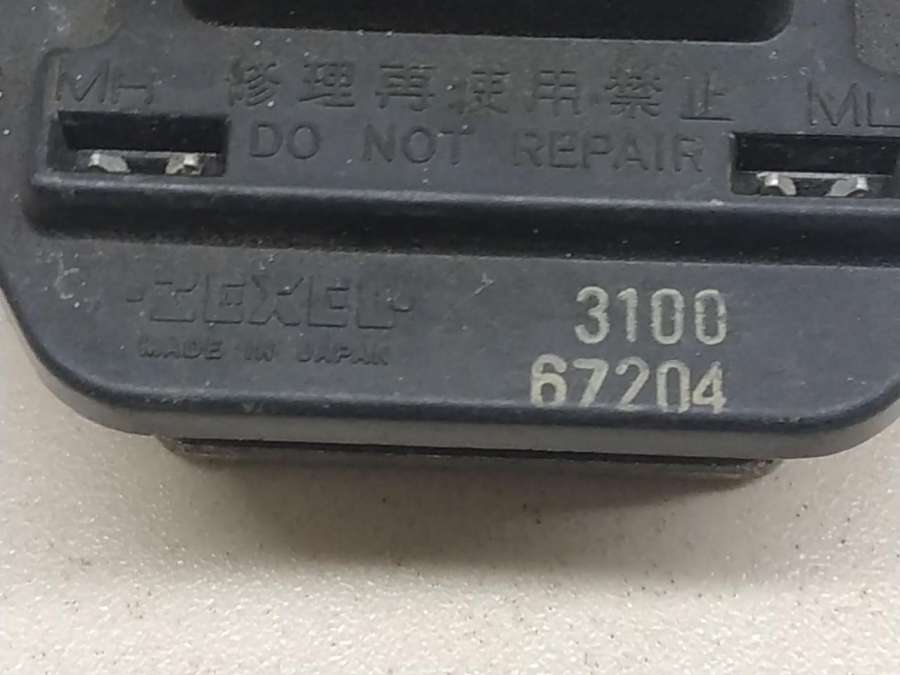 MH 修理再使用禁止 ML
DO NOT REPAIR
ZEXEL
MADE IN JAPAN
3100
67204